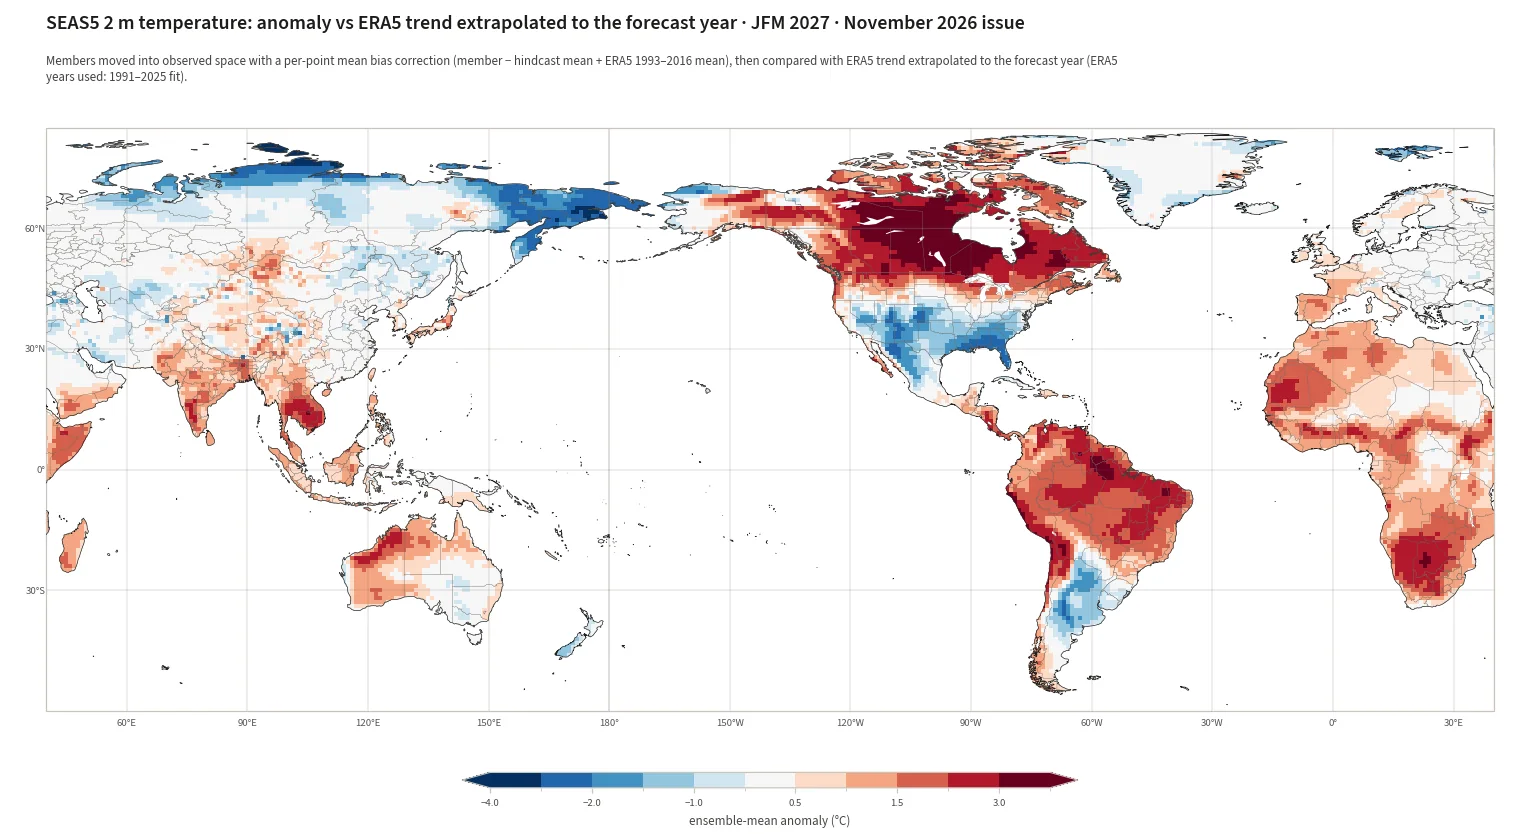 SEAS5 2 m temperature: anomaly vs ERA5 trend extrapolated to the forecast year · JFM 2027 · November 2026 issue
Members moved into observed space with a per-point mean bias correction (member − hindcast mean + ERA5 1993–2016 mean), then compared with ERA5 trend extrapolated to the forecast year (ERA5
years used: 1991–2025 fit).
60°N
30°N
0°
30°S
60°E 90°E 120°E 150°E 180° 150°W 120°W 90°W 60°W 30°W 0° 30°E
−4.0 −2.0 −1.0 0.5 1.5 3.0
ensemble-mean anomaly (°C)